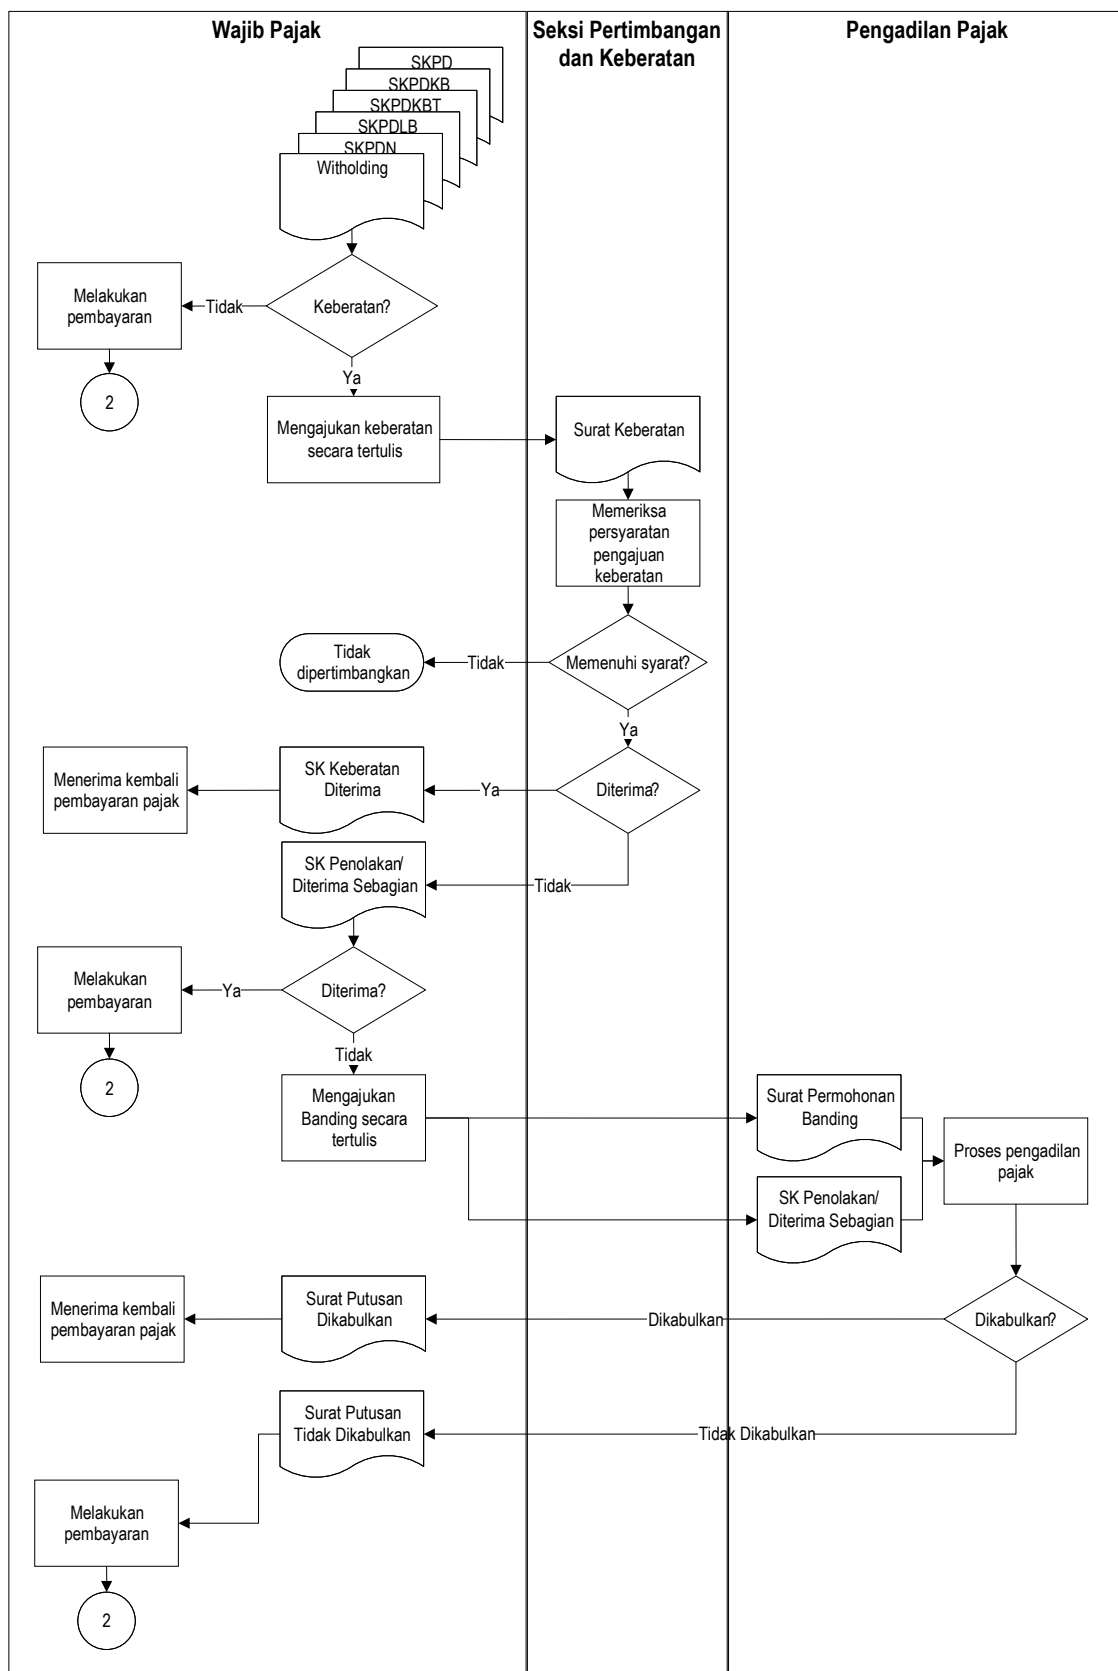 Wajib Pajak
Seksi Pertimbangan
dan Keberatan
Pengadilan Pajak
SKPD
SKPDKB
SKPDKBT
SKPDLB
SKPDN
Witholding
Keberatan?
Tidak
Melakukan
pembayaran
2
Ya
Mengajukan keberatan
secara tertulis
Surat Keberatan
Memeriksa
persyaratan
pengajuan
keberatan
Memenuhi syarat?
Tidak
Tidak
dipertimbangkan
Ya
Diterima?
Ya
SK Keberatan
Diterima
Menerima kembali
pembayaran pajak
Tidak
SK Penolakan/
Diterima Sebagian
Diterima?
Ya
Melakukan
pembayaran
2
Tidak
Mengajukan
Banding secara
tertulis
Surat Permohonan
Banding
SK Penolakan/
Diterima Sebagian
Proses pengadilan
pajak
Dikabulkan?
Dikabulkan
Surat Putusan
Dikabulkan
Menerima kembali
pembayaran pajak
Tidak Dikabulkan
Surat Putusan
Tidak Dikabulkan
Melakukan
pembayaran
2